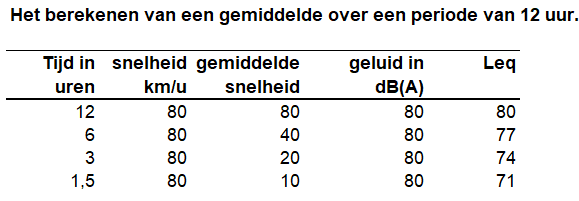 Het berekenen van een gemiddelde over een periode van 12 uur.
Tijd in snelheid gemiddelde geluid in Leq
uren km/u snelheid dB(A)
12 80 80 80 80
6 80 40 80 77
3 80 20 80 74
1,5 80 10 80 71